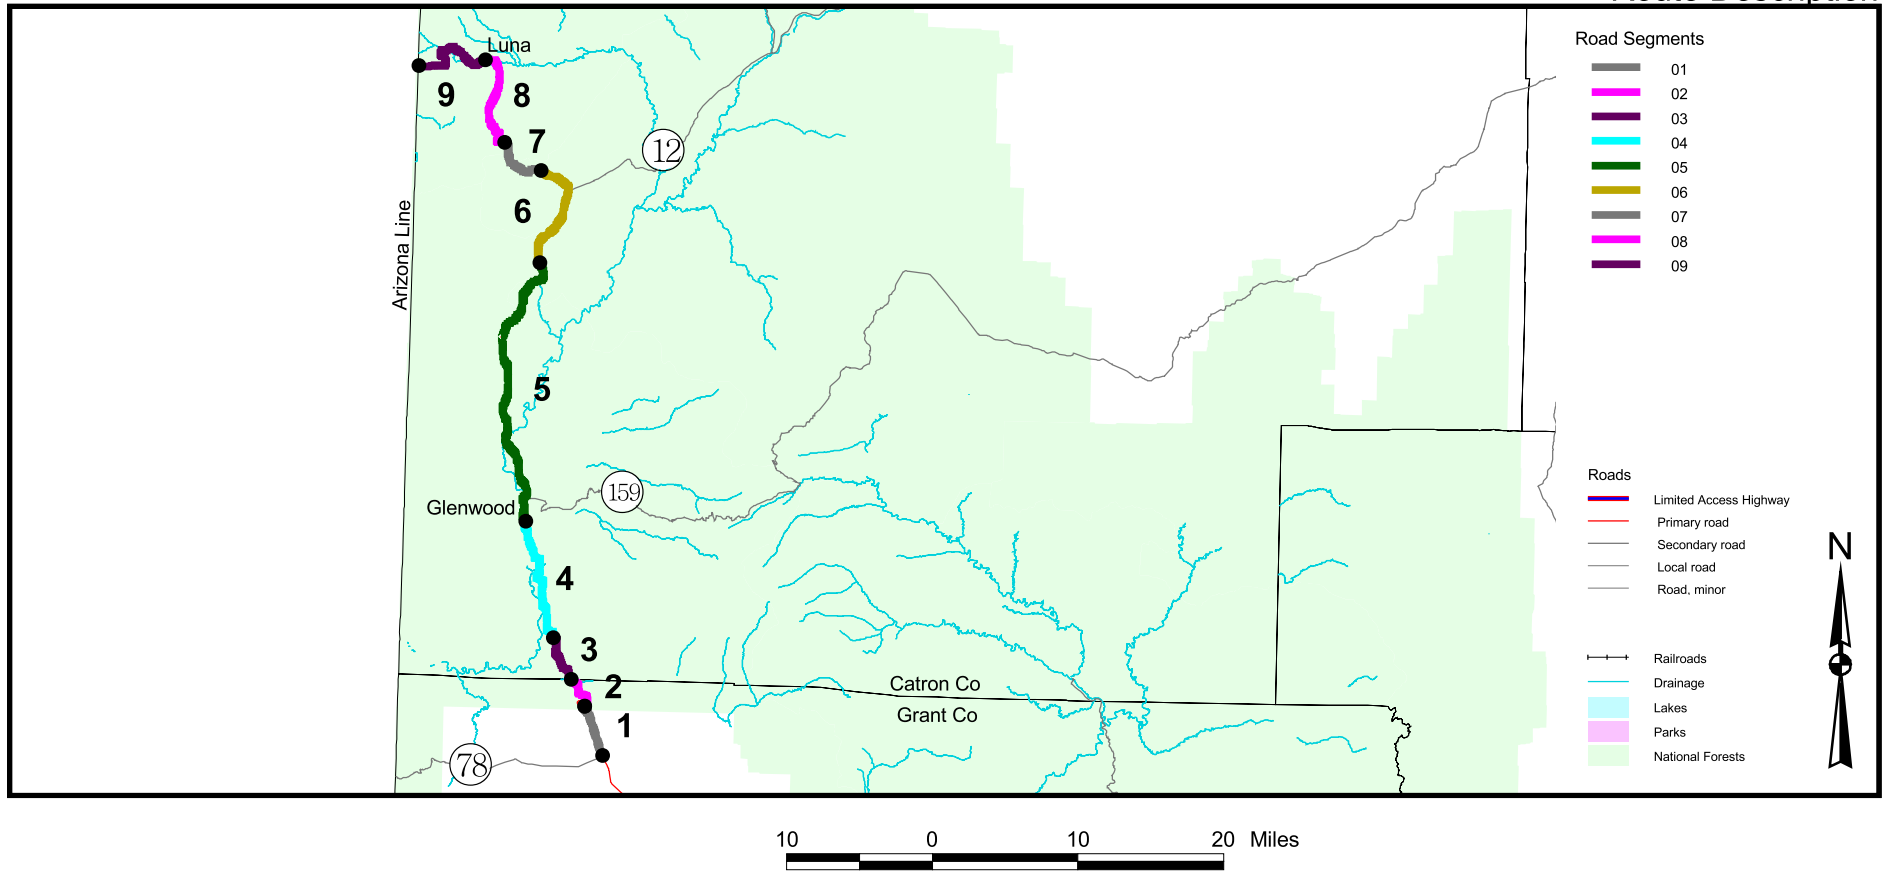 Route Description
Luna
9
8
7
12
6
Arizona Line
5
159
Glenwood
4
3
2
1
Catron Co
Grant Co
78
Road Segments
01
02
03
04
05
06
07
08
09
Roads
Limited Access Highway
Primary road
Secondary road
Local road
Road, minor
Railroads
Drainage
Lakes
Parks
National Forests
N
10 0 10 20 Miles